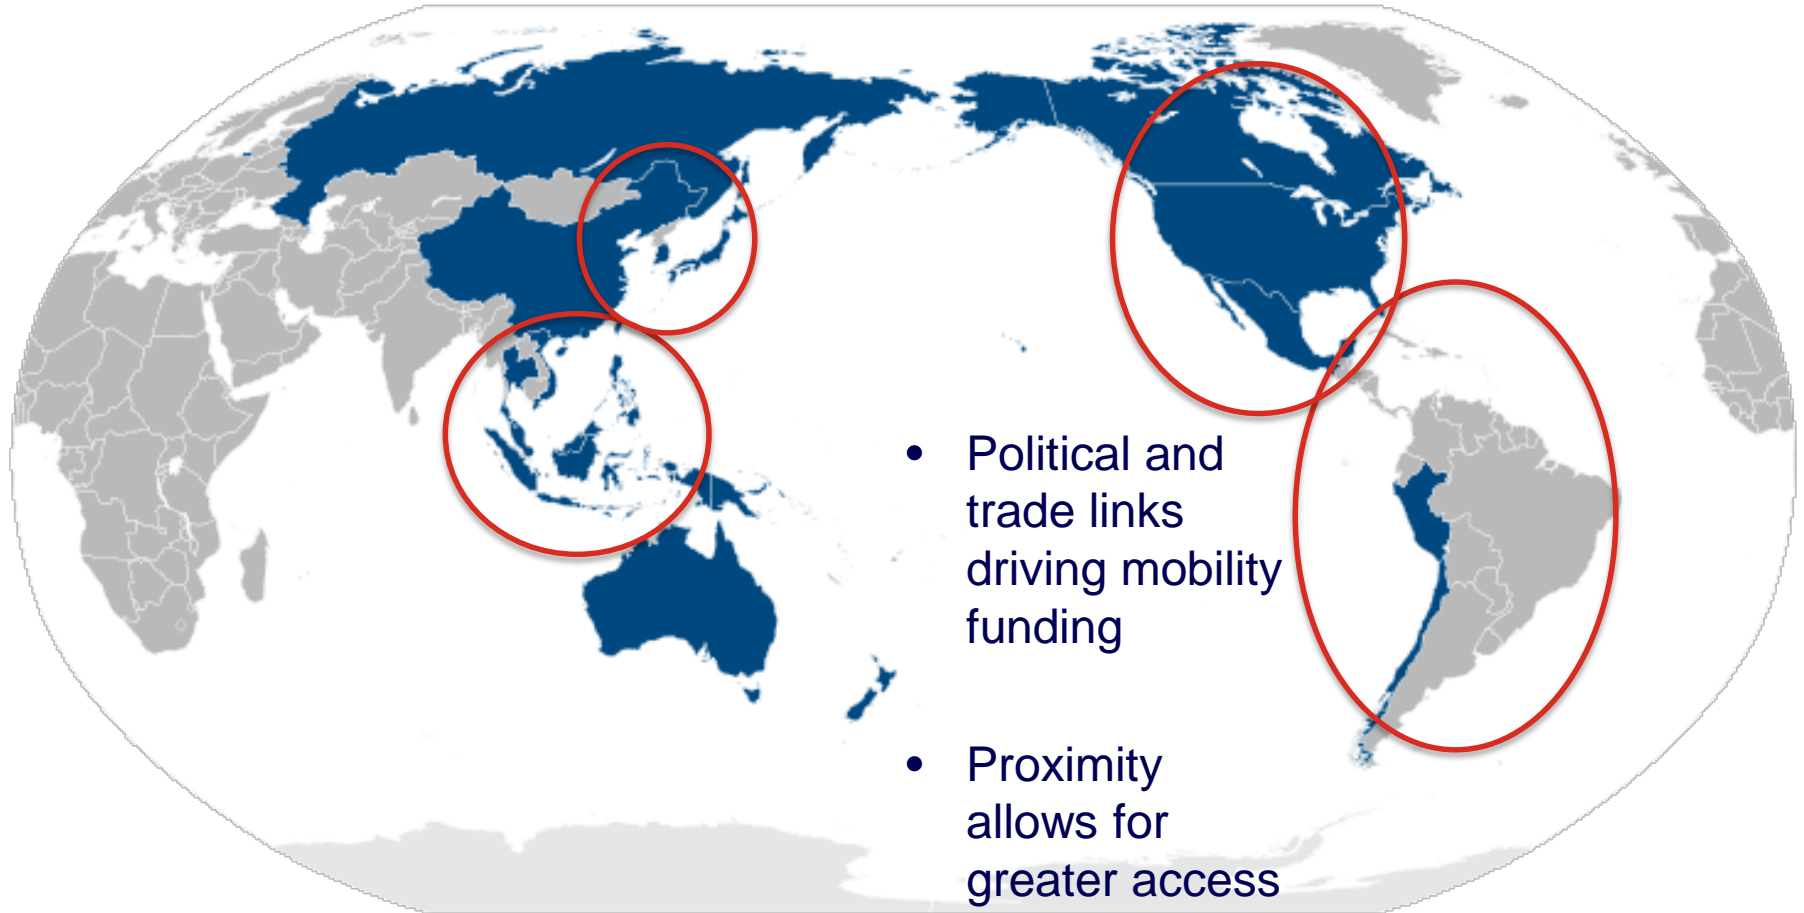 • Political and
trade links
driving mobility
funding
• Proximity
allows for
greater access